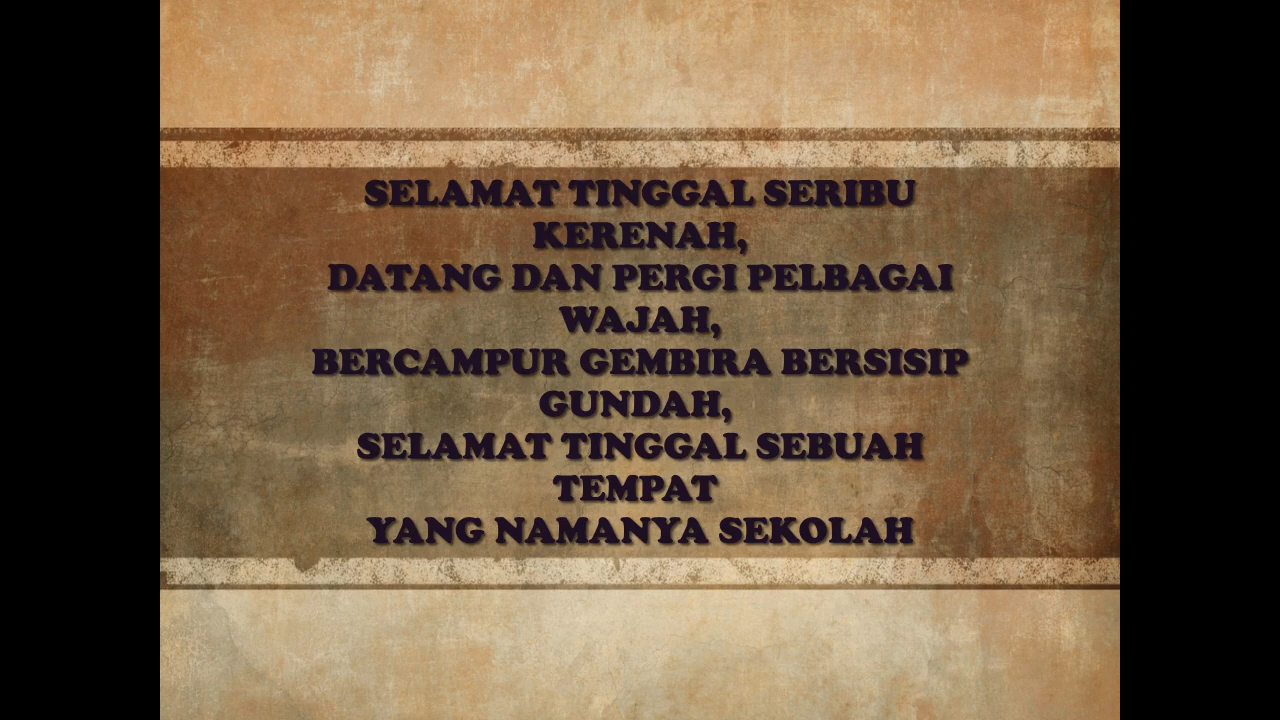 SELAMAT TINGGAL SERIBU
KERENAH,
DATANG DAN PERGI PELBAGAI
WAJAH,
BERCAMPUR GEMBIRA BERSISIP
GUNDAH,
SELAMAT TINGGAL SEBUAH
TEMPAT
YANG NAMANYA SEKOLAH